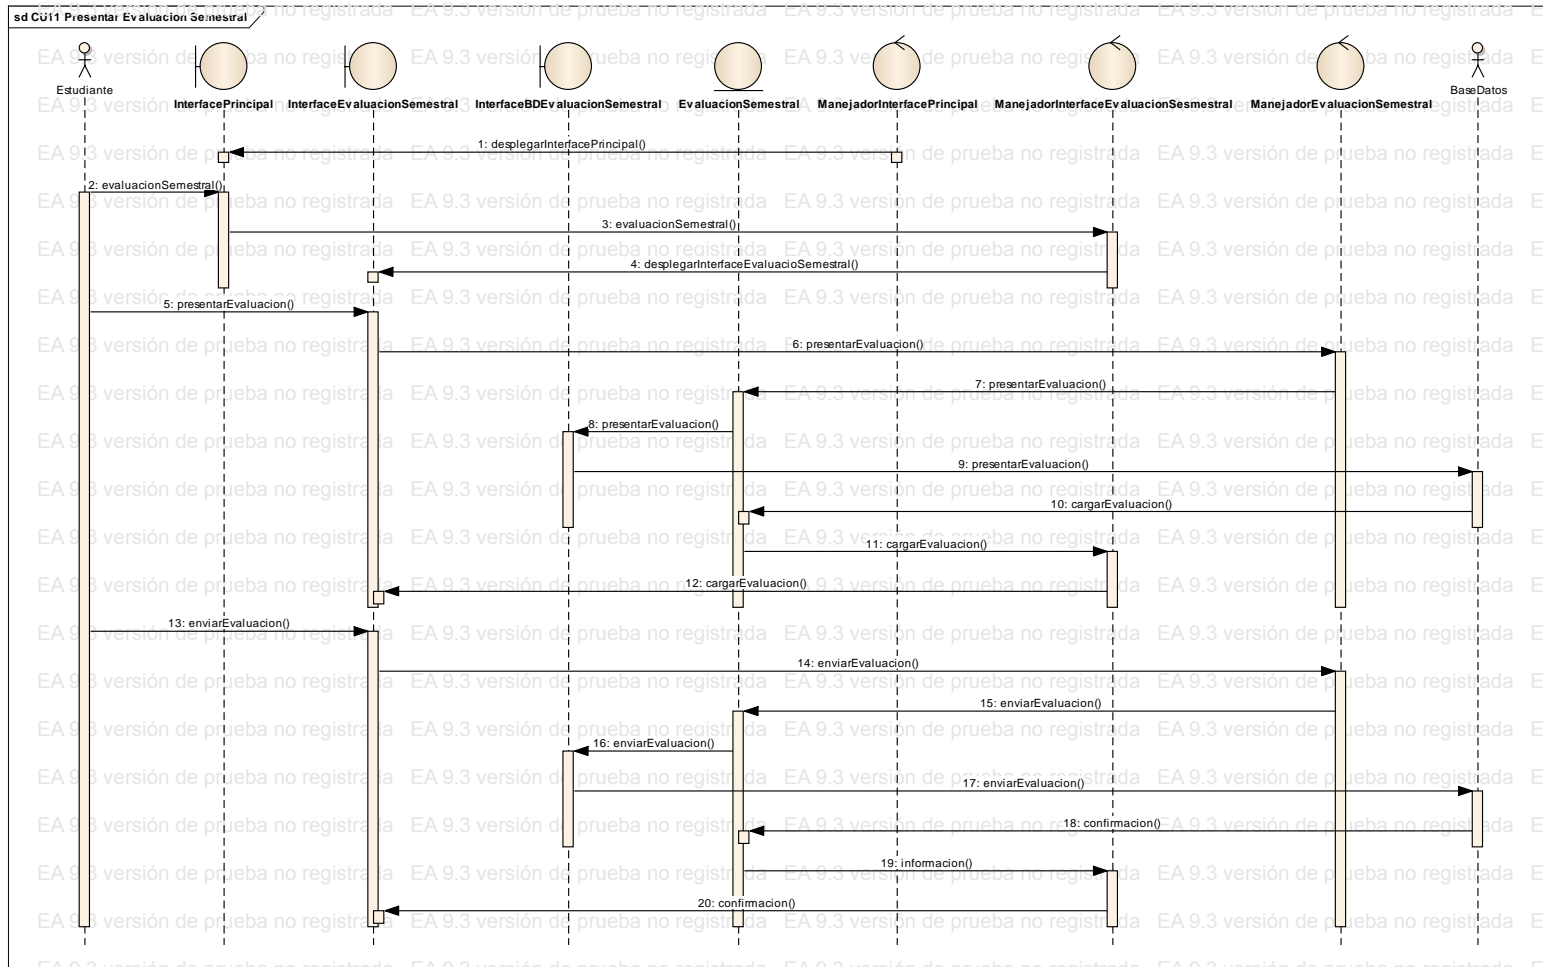 sd CU11 Presentar Evaluacion Semestral
Estudiante
InterfacePrincipal
InterfaceEvaluacionSemestral
InterfaceBDEvaluacionSemestral
EvaluacionSemestral
ManejadorInterfacePrincipal
ManejadorInterfaceEvaluacionSesmestral
ManejadorEvaluacionSemestral
BaseDatos
1: desplegarInterfacePrincipal()
2: evaluacionSemestral()
3: evaluacionSemestral()
4: desplegarInterfaceEvaluacioSemestral()
5: presentarEvaluacion()
6: presentarEvaluacion()
7: presentarEvaluacion()
8: presentarEvaluacion()
9: presentarEvaluacion()
10: cargarEvaluacion()
11: cargarEvaluacion()
12: cargarEvaluacion()
13: enviarEvaluacion()
14: enviarEvaluacion()
15: enviarEvaluacion()
16: enviarEvaluacion()
17: enviarEvaluacion()
18: confirmacion()
19: informacion()
20: confirmacion()
EA 9.3 versión de prueba no registrada